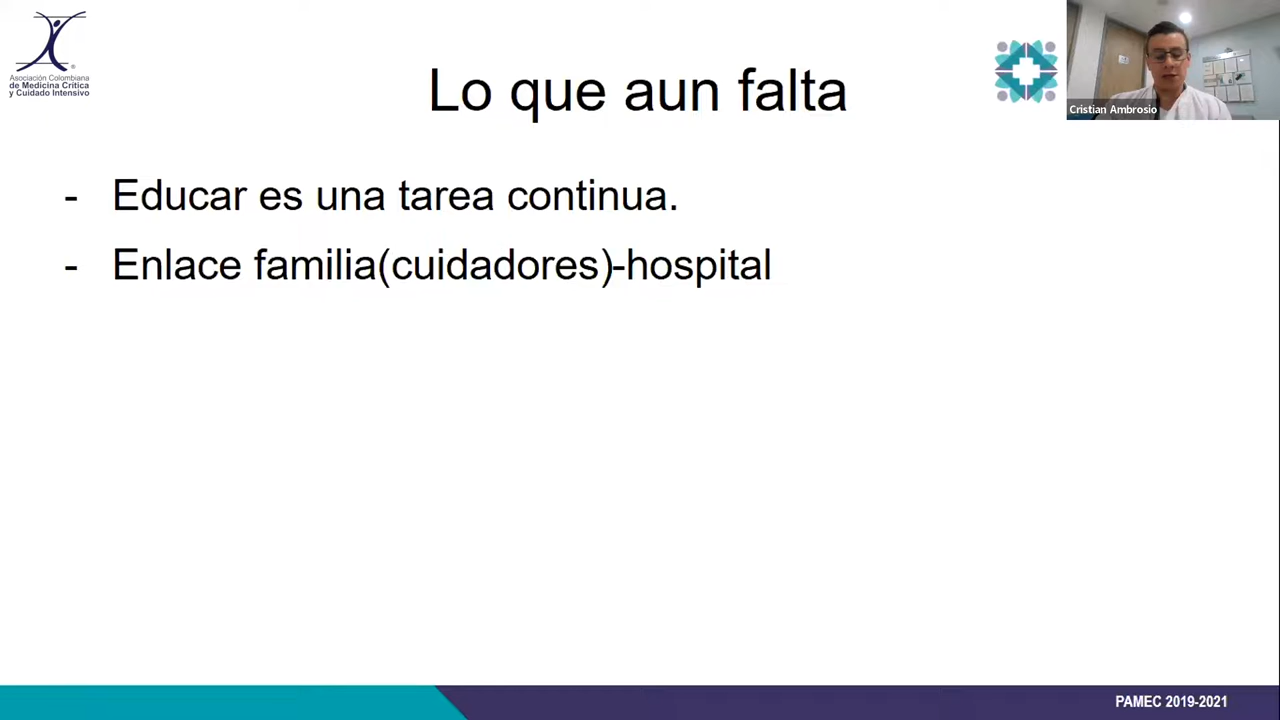 Asociación Colombiana
de Medicina Crítica
y Cuidado Intensivo
Lo que aun falta
Cristian Ambrosio
- Educar es una tarea continua.
- Enlace familia(cuidadores)-hospital
PAMEC 2019-2021